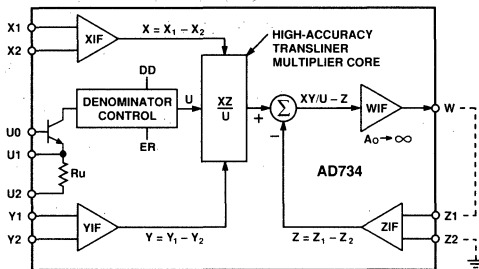 X1
X2
XIF
X = X₁ – X₂
HIGH-ACCURACY
TRANSLINER
MULTIPLIER CORE
DD
DENOMINATOR
CONTROL
U
ER
XZ
U
+
Σ
–
XY/U – Z
WIF
A₀ → ∞
W
U0
U1
Ru
U2
AD734
Y1
Y2
YIF
Y = Y₁ – Y₂
Z = Z₁ – Z₂
ZIF
Z1
Z2